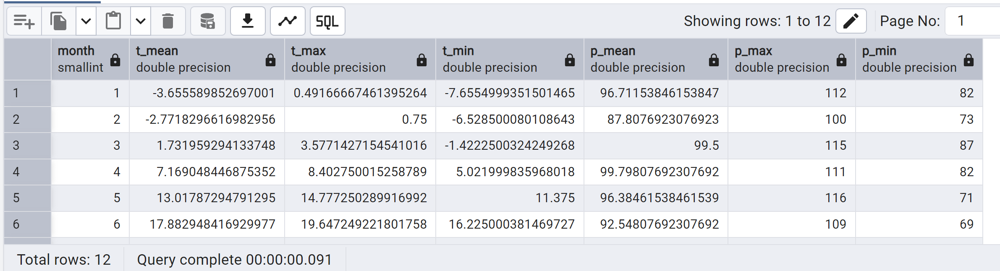 SQL Showing rows: 1 to 12 Page No: 1
month t_mean t_max t_min p_mean p_max p_min
smallint double precision double precision double precision double precision double precision double precision
1 1 -3.655589852697001 0.49166667461395264 -7.6554999351501465 96.71153846153847 112 82
2 2 -2.7718296616982956 0.75 -6.528500080108643 87.8076923076923 100 73
3 3 1.731959294133748 3.5771427154541016 -1.4222500324249268 99.5 115 87
4 4 7.169048446875352 8.402750015258789 5.021999835968018 99.79807692307692 111 82
5 5 13.01787294791295 14.777250289916992 11.375 96.38461538461539 116 71
6 6 17.882948416929977 19.647249221801758 16.225000381469727 92.54807692307692 109 69
Total rows: 12 Query complete 00:00:00.091